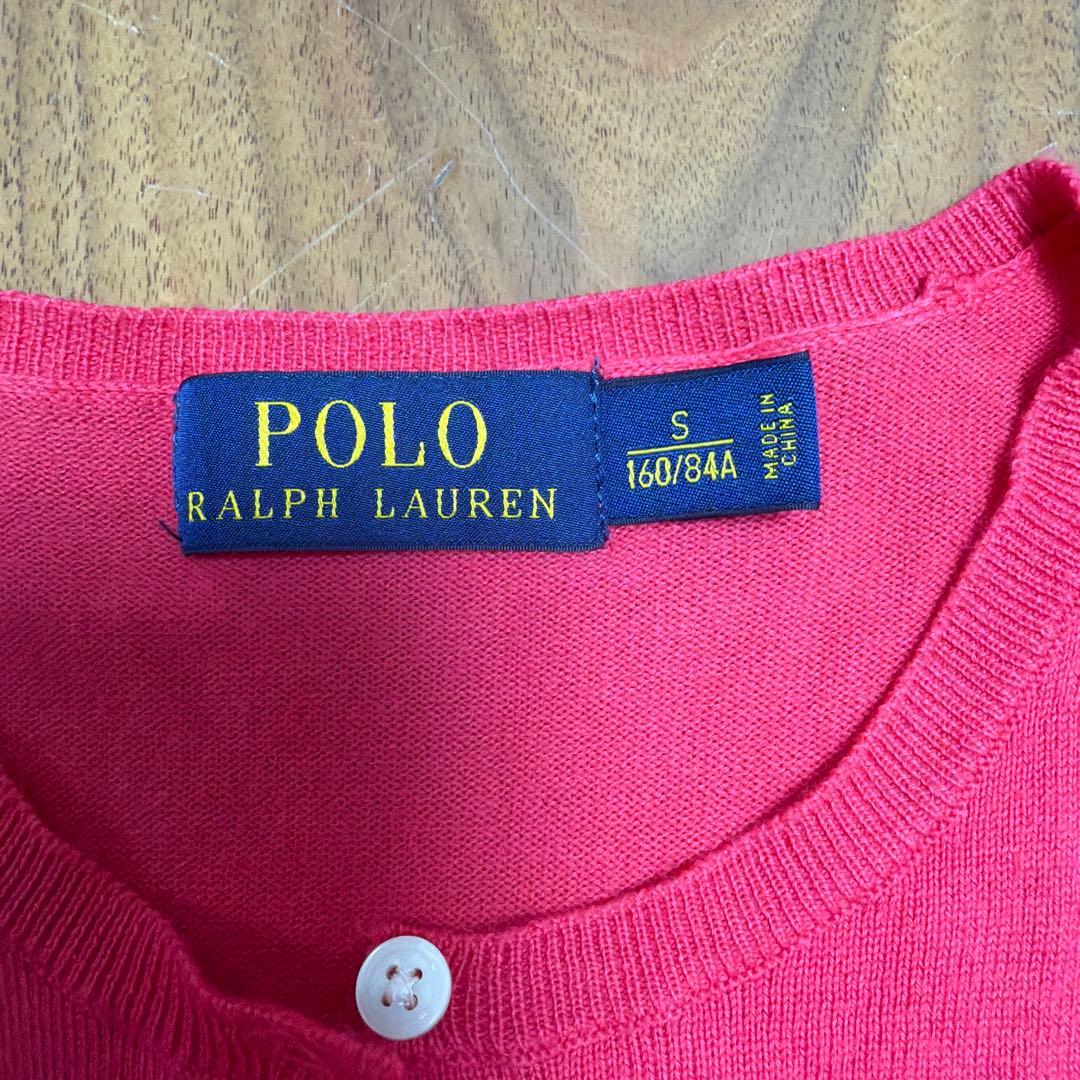 POLO
RALPH LAUREN
S
160/84A
MADE IN
CHINA